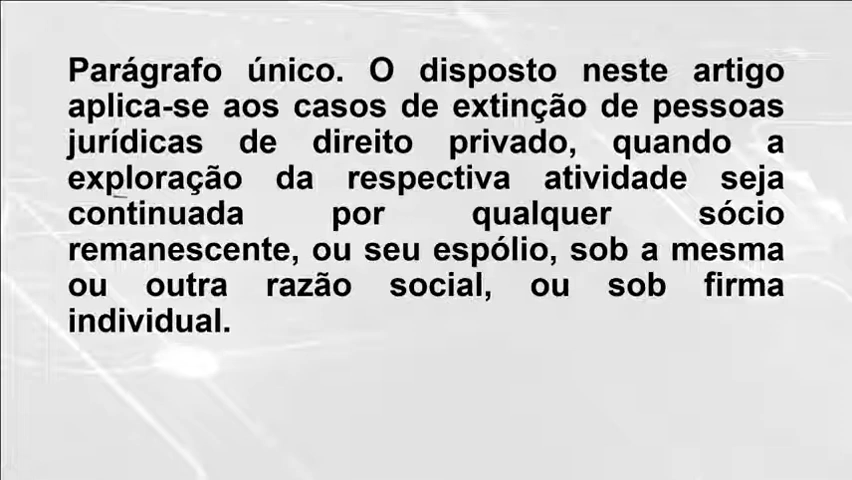 Parágrafo único. O disposto neste artigo
aplica-se aos casos de extinção de pessoas
jurídicas de direito privado, quando a
exploração da respectiva atividade seja
continuada por qualquer sócio
remanescente, ou seu espólio, sob a mesma
ou outra razão social, ou sob firma
individual.